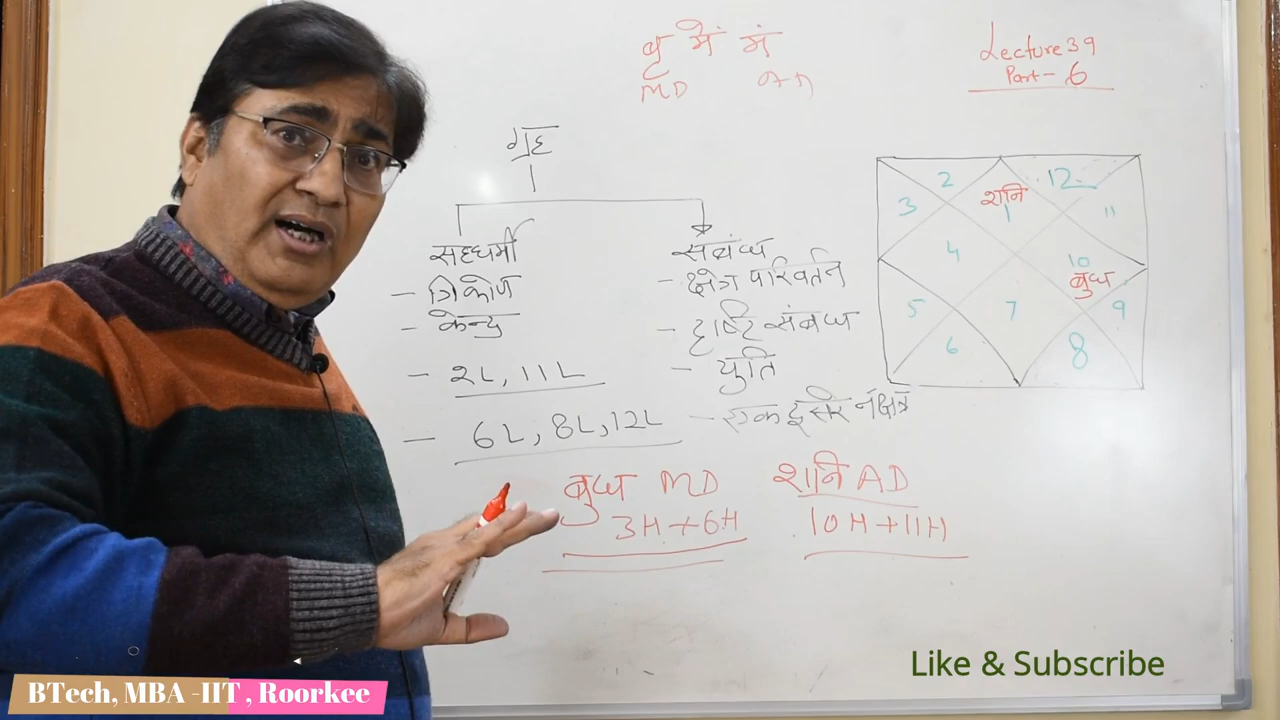 बृ में मं
MD AD
Lecture 39
Part- 6
ग्रह
सहधर्मी
- त्रिकोण
- केन्द्र
- 2L, 11L
- 6L, 8L, 12L
संबंध
- क्षेत्र परिवर्तन
- दृष्टि संबंध
- युति
- एक दूसरे नक्षत्र
2
शनि
12
3
1
11
4
10
बुध
5
7
9
6
8
बुध MD शनि AD
3H + 6H 10H + 11H
Like & Subscribe
BTech, MBA -IIT , Roorkee